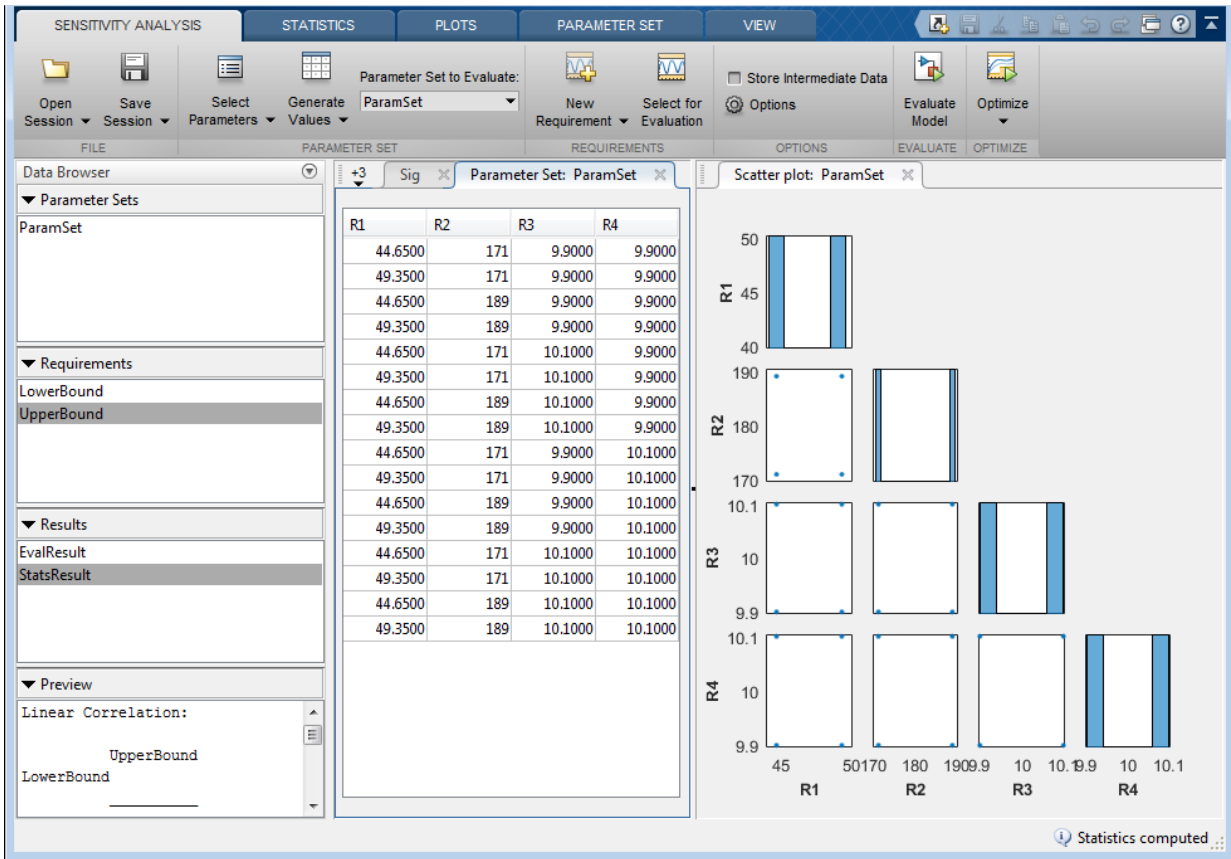 SENSITIVITY ANALYSIS STATISTICS PLOTS PARAMETER SET VIEW
Open Session
Save Session
Select Parameters
Generate Values
Parameter Set to Evaluate:
ParamSet
New Requirement
Select for Evaluation
Store Intermediate Data
Options
Evaluate Model
Optimize
FILE PARAMETER SET REQUIREMENTS OPTIONS EVALUATE OPTIMIZE
Data Browser
Parameter Sets
ParamSet
Requirements
LowerBound
UpperBound
Results
EvalResult
StatsResult
Preview
Linear Correlation:
UpperBound
LowerBound
+3 Sig Parameter Set: ParamSet
R1 R2 R3 R4
44.6500 171 9.9000 9.9000
49.3500 171 9.9000 9.9000
44.6500 189 9.9000 9.9000
49.3500 189 9.9000 9.9000
44.6500 171 10.1000 9.9000
49.3500 171 10.1000 9.9000
44.6500 189 10.1000 9.9000
49.3500 189 10.1000 9.9000
44.6500 171 9.9000 10.1000
49.3500 171 9.9000 10.1000
44.6500 189 9.9000 10.1000
49.3500 189 9.9000 10.1000
44.6500 171 10.1000 10.1000
49.3500 171 10.1000 10.1000
44.6500 189 10.1000 10.1000
49.3500 189 10.1000 10.1000
Scatter plot: ParamSet
50
R1 45
40
190
R2 180
170
10.1
R3 10
9.9
10.1
R4 10
9.9
45 50 170 180 190 9.9 10 10.1 9.9 10 10.1
R1 R2 R3 R4
Statistics computed